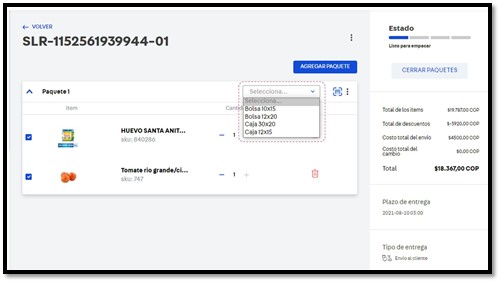 ← VOLVER
SLR-1152561939944-01
AGREGAR PAQUETE
Paquete 1
Selecciona...
Item
Cantid
Selecciona...
Bolsa 10x15
Bolsa 12x20
Caja 30x20
Caja 12x15
HUEVO SANTA ANIT...
sku: 840286
Tomate rio grande/ci...
sku: 747
1
Estado
Listo para empacar
CERRAR PAQUETES
Total de los items
$19.787,00 COP
Total de descuentos
$-5920,00 COP
Costo total del envío
$4500,00 COP
Costo total del cambio
$0,00 COP
Total
$18.367,00 COP
Plazo de entrega
2021-08-10 03:00
Tipo de entrega
Envío al cliente